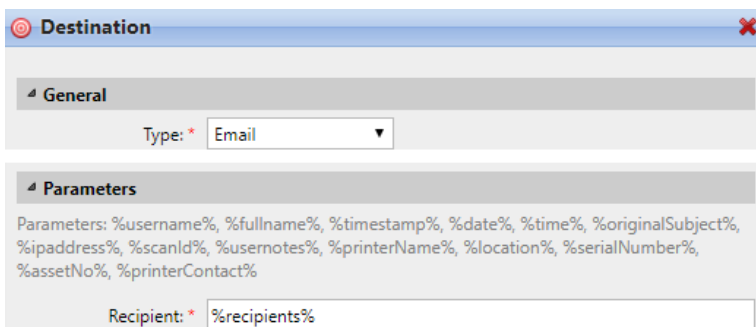 Destination
General
Type: * Email
Parameters
Parameters: %username%, %fullname%, %timestamp%, %date%, %time%, %originalSubject%,
%ipaddress%, %scanId%, %usernotes%, %printerName%, %location%, %serialNumber%,
%assetNo%, %printerContact%
Recipient: * %recipients%